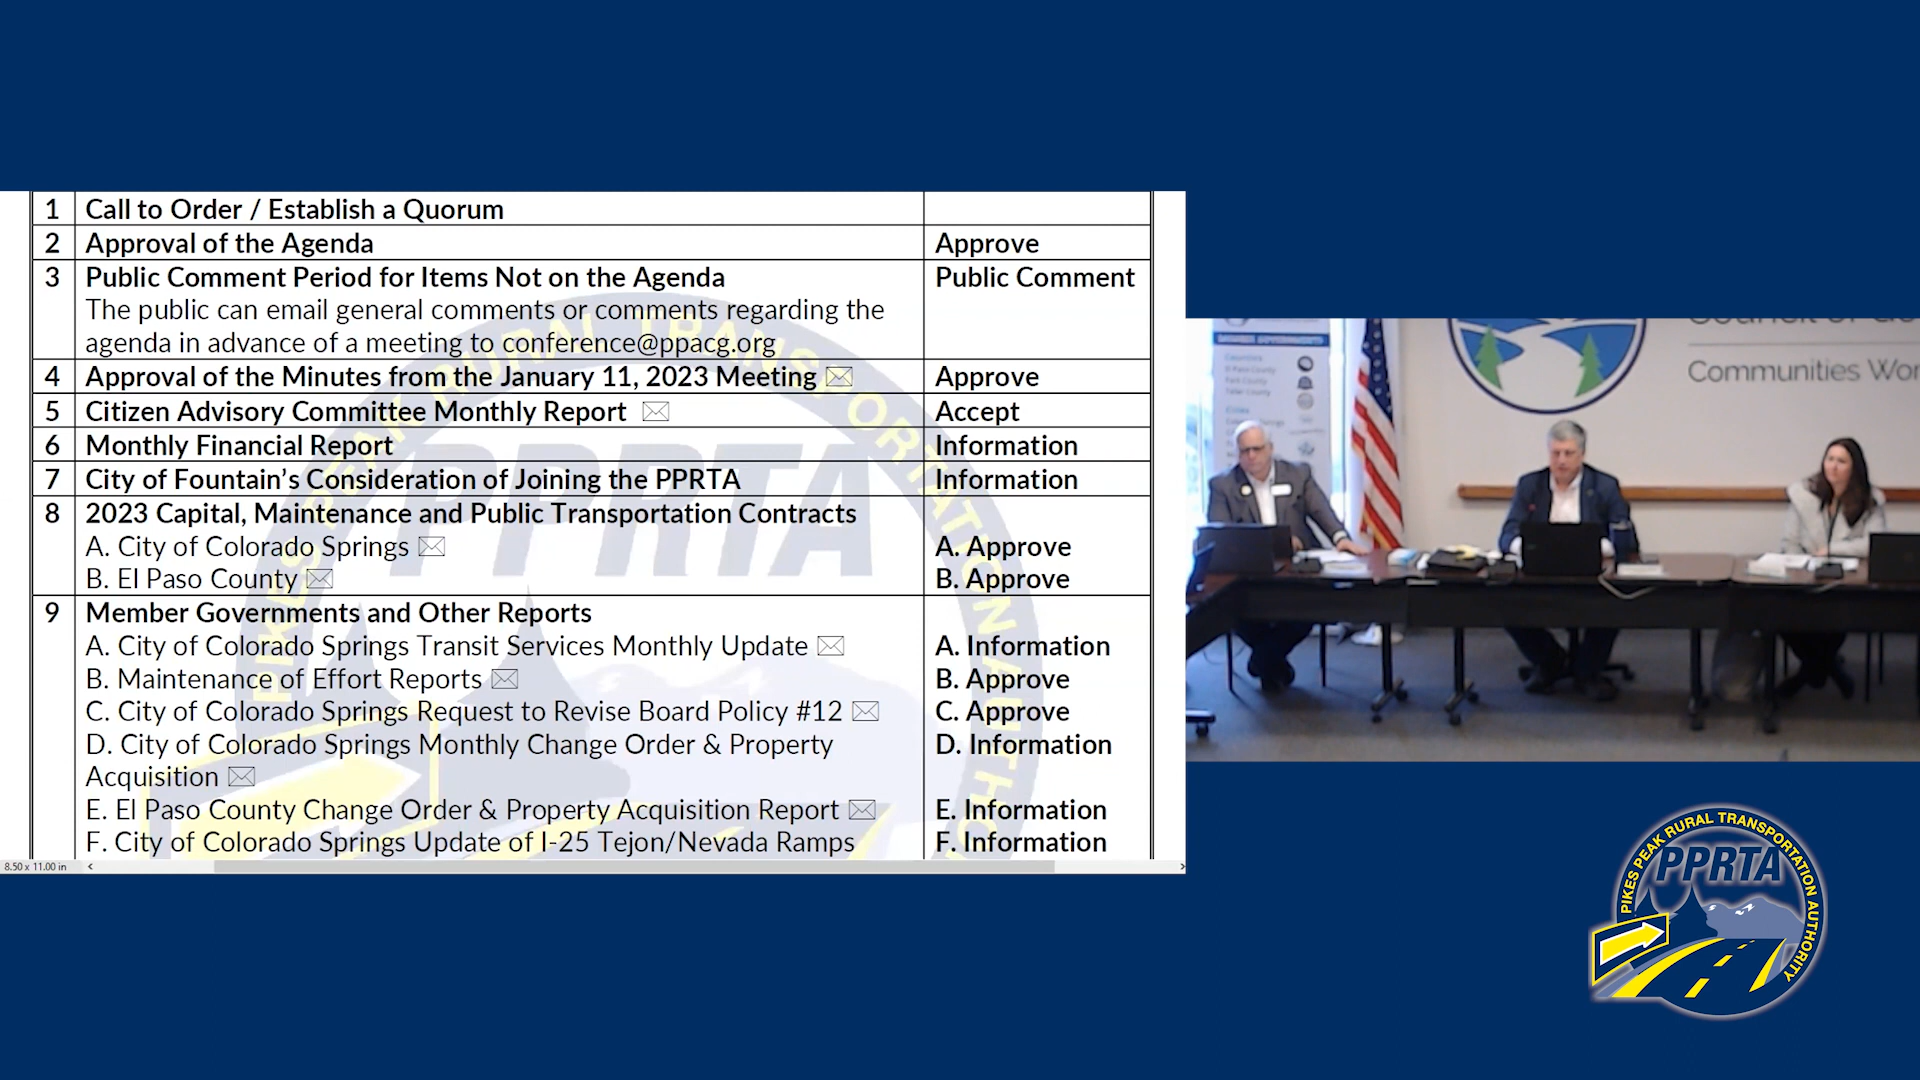 1 Call to Order / Establish a Quorum
2 Approval of the Agenda Approve
3 Public Comment Period for Items Not on the Agenda Public Comment
The public can email general comments or comments regarding the
agenda in advance of a meeting to conference@ppacg.org
4 Approval of the Minutes from the January 11, 2023 Meeting Approve
5 Citizen Advisory Committee Monthly Report Accept
6 Monthly Financial Report Information
7 City of Fountain’s Consideration of Joining the PPRTA Information
8 2023 Capital, Maintenance and Public Transportation Contracts
A. City of Colorado Springs A. Approve
B. El Paso County B. Approve
9 Member Governments and Other Reports
A. City of Colorado Springs Transit Services Monthly Update A. Information
B. Maintenance of Effort Reports B. Approve
C. City of Colorado Springs Request to Revise Board Policy #12 C. Approve
D. City of Colorado Springs Monthly Change Order & Property D. Information
Acquisition
E. El Paso County Change Order & Property Acquisition Report E. Information
F. City of Colorado Springs Update of I-25 Tejon/Nevada Ramps F. Information
8.50 x 11.00 in
PIKES PEAK RURAL TRANSPORTATION AUTHORITY
PPRTA
Communities Wor
PIKES PEAK RURAL TRANSPORTATION AUTHORITY
PPRTA